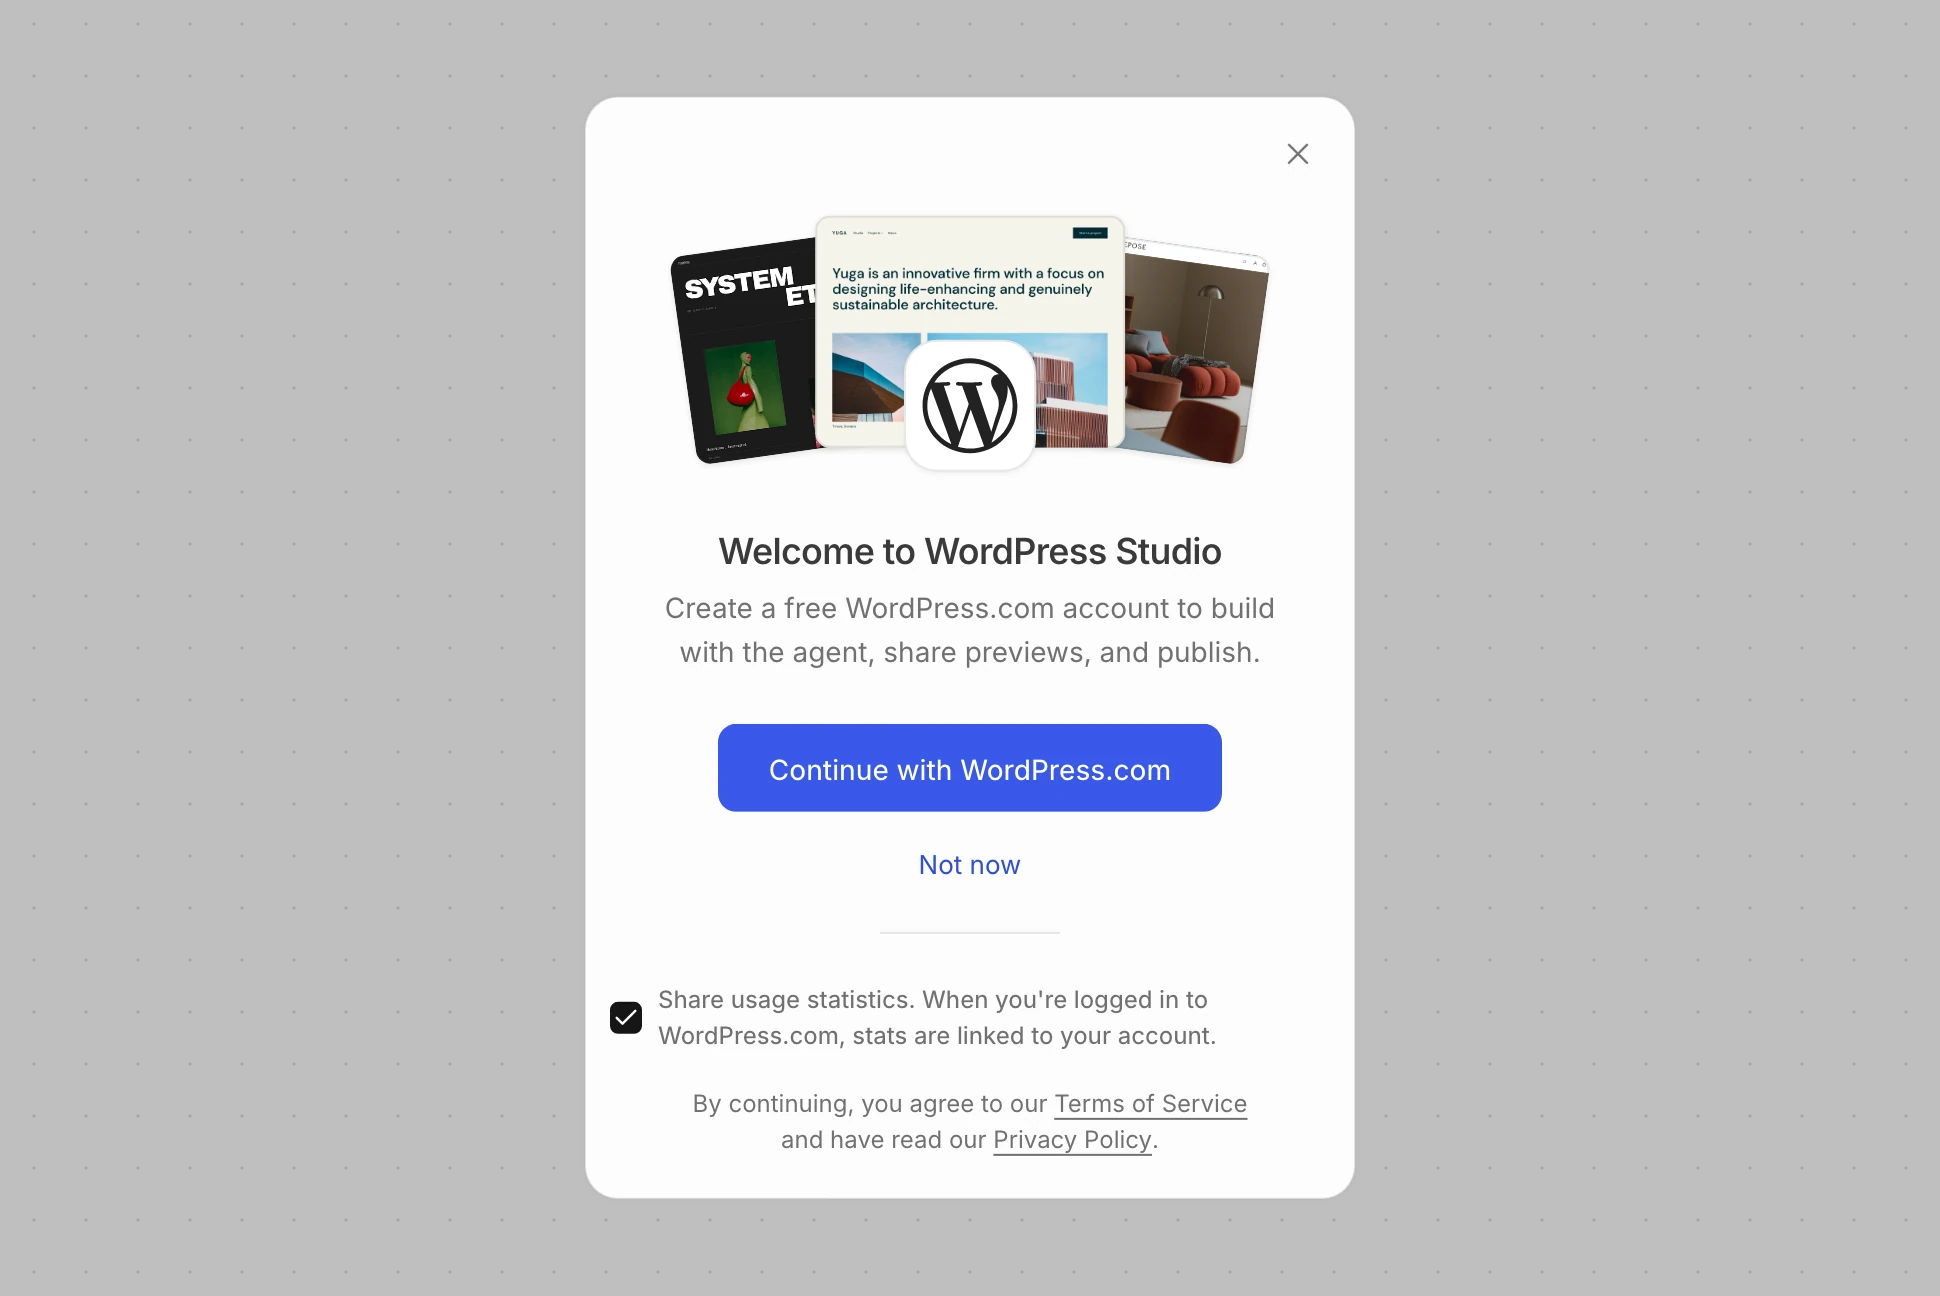 SYSTEM
ET
YUGA
Yuga is an innovative firm with a focus on
designing life-enhancing and genuinely
sustainable architecture.
EPOSE
Welcome to WordPress Studio
Create a free WordPress.com account to build
with the agent, share previews, and publish.
Continue with WordPress.com
Not now
Share usage statistics. When you're logged in to
WordPress.com, stats are linked to your account.
By continuing, you agree to our Terms of Service
and have read our Privacy Policy.